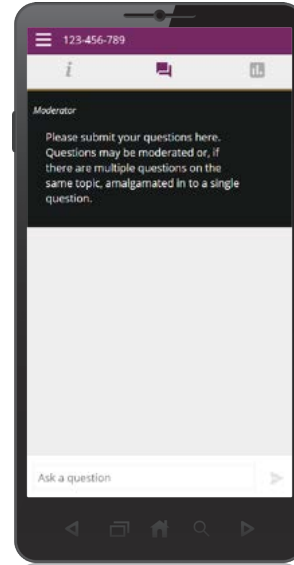 123-456-789
i
Moderator
Please submit your questions here.
Questions may be moderated or, if
there are multiple questions on the
same topic, amalgamated in to a single
question.
Ask a question